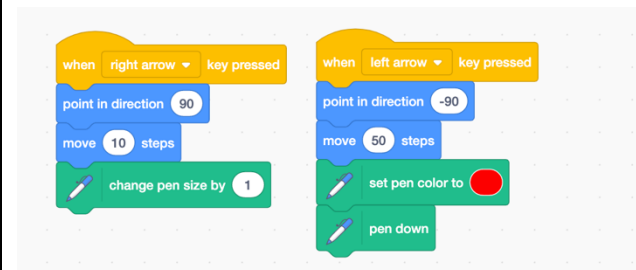 when right arrow key pressed
point in direction 90
move 10 steps
change pen size by 1
when left arrow key pressed
point in direction -90
move 50 steps
set pen color to
pen down